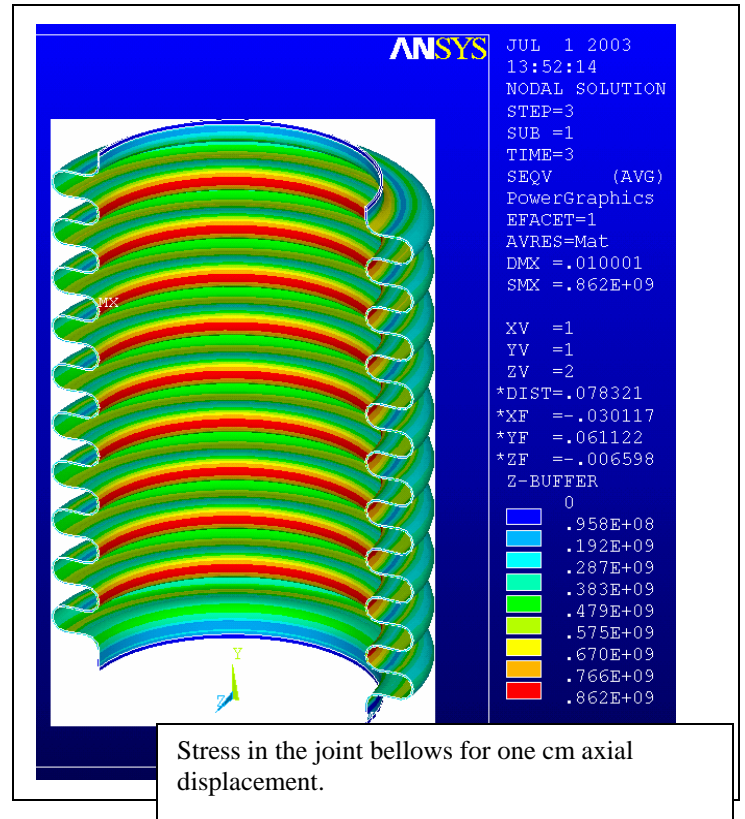 ANSYS
JUL 1 2003
13:52:14
NODAL SOLUTION
STEP=3
SUB =1
TIME=3
SEQV (AVG)
PowerGraphics
EFACET=1
AVRES=Mat
DMX =.010001
SMX =.862E+09
XV =1
YV =1
ZV =2
*DIST=.078321
*XF =-.030117
*YF =.061122
*ZF =-.006598
Z-BUFFER
0
.958E+08
.192E+09
.287E+09
.383E+09
.479E+09
.575E+09
.670E+09
.766E+09
.862E+09
MX
Y
Z
Stress in the joint bellows for one cm axial
displacement.